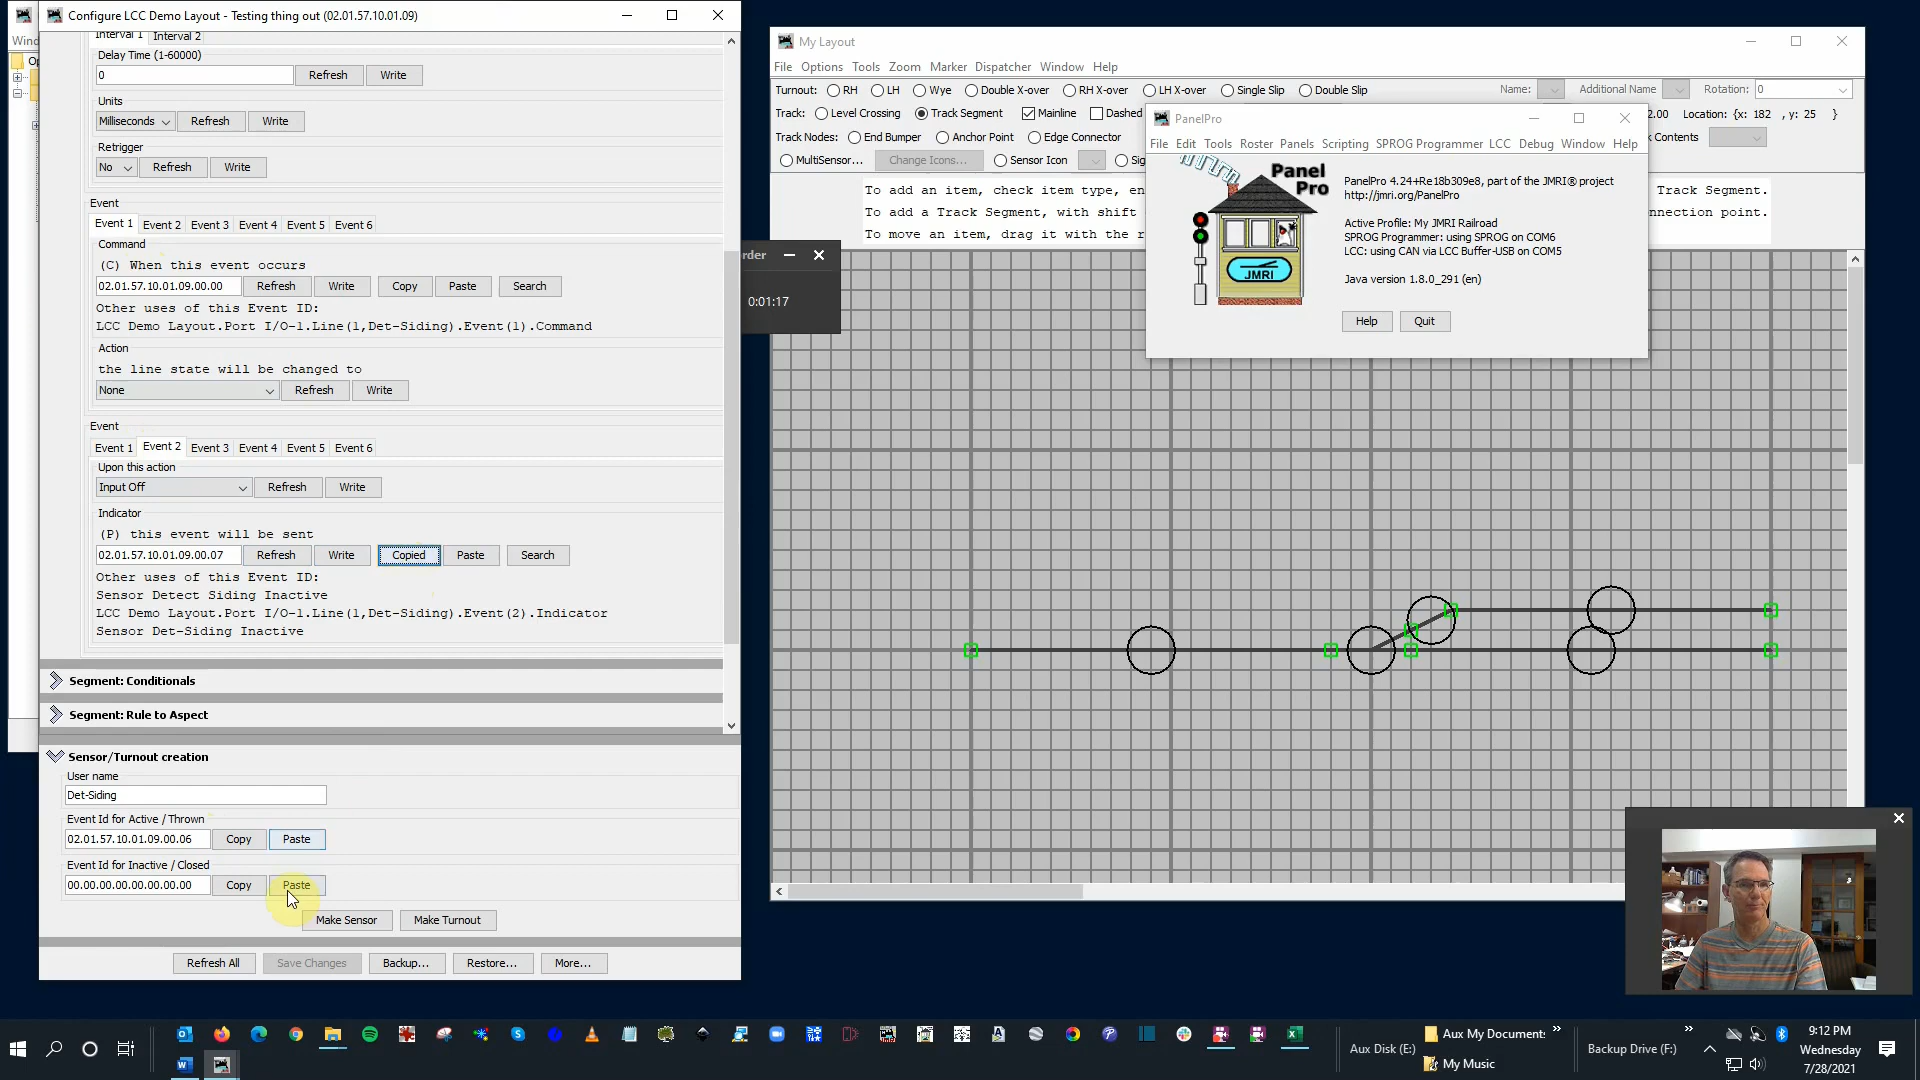 Configure LCC Demo Layout - Testing thing out (02.01.57.10.01.09)
Interval 1 Interval 2
Delay Time (1-60000)
0 Refresh Write
Units
Milliseconds Refresh Write
Retrigger
No Refresh Write
Event
Event 1 Event 2 Event 3 Event 4 Event 5 Event 6
Command
(C) When this event occurs
02.01.57.10.01.09.00.00 Refresh Write Copy Paste Search
Other uses of this Event ID:
LCC Demo Layout.Port I/O-1.Line(1,Det-Siding).Event(1).Command
Action
the line state will be changed to
None Refresh Write
Event
Event 1 Event 2 Event 3 Event 4 Event 5 Event 6
Upon this action
Input Off Refresh Write
Indicator
(P) this event will be sent
02.01.57.10.01.09.00.07 Refresh Write Copied Paste Search
Other uses of this Event ID:
Sensor Detect Siding Inactive
LCC Demo Layout.Port I/O-1.Line(1,Det-Siding).Event(2).Indicator
Sensor Det-Siding Inactive
Segment: Conditionals
Segment: Rule to Aspect
Sensor/Turnout creation
User name
Det-Siding
Event Id for Active / Thrown
02.01.57.10.01.09.00.06 Copy Paste
Event Id for Inactive / Closed
00.00.00.00.00.00.00.00 Copy Paste
Make Sensor Make Turnout
Refresh All Save Changes Backup... Restore... More...
Wind
Op
rder
0:01:17
My Layout
File Options Tools Zoom Marker Dispatcher Window Help
Turnout: RH LH Wye Double X-over RH X-over LH X-over Single Slip Double Slip Name: Additional Name Rotation: 0
Track: Level Crossing Track Segment Mainline Dashed 2.00 Location: {x: 182 , y: 25 }
Track Nodes: End Bumper Anchor Point Edge Connector k Contents
MultiSensor... Change Icons... Sensor Icon Sig
To add an item, check item type, en Track Segment.
To add a Track Segment, with shift nnection point.
To move an item, drag it with the r
PanelPro
File Edit Tools Roster Panels Scripting SPROG Programmer LCC Debug Window Help
Panel
Pro
JMRI
PanelPro 4.24+Re18b309e8, part of the JMRI® project
http://jmri.org/PanelPro
Active Profile: My JMRI Railroad
SPROG Programmer: using SPROG on COM6
LCC: using CAN via LCC Buffer-USB on COM5
Java version 1.8.0_291 (en)
Help Quit
Aux Disk (E:)
Aux My Documents
My Music
Backup Drive (F:)
9:12 PM
Wednesday
7/28/2021